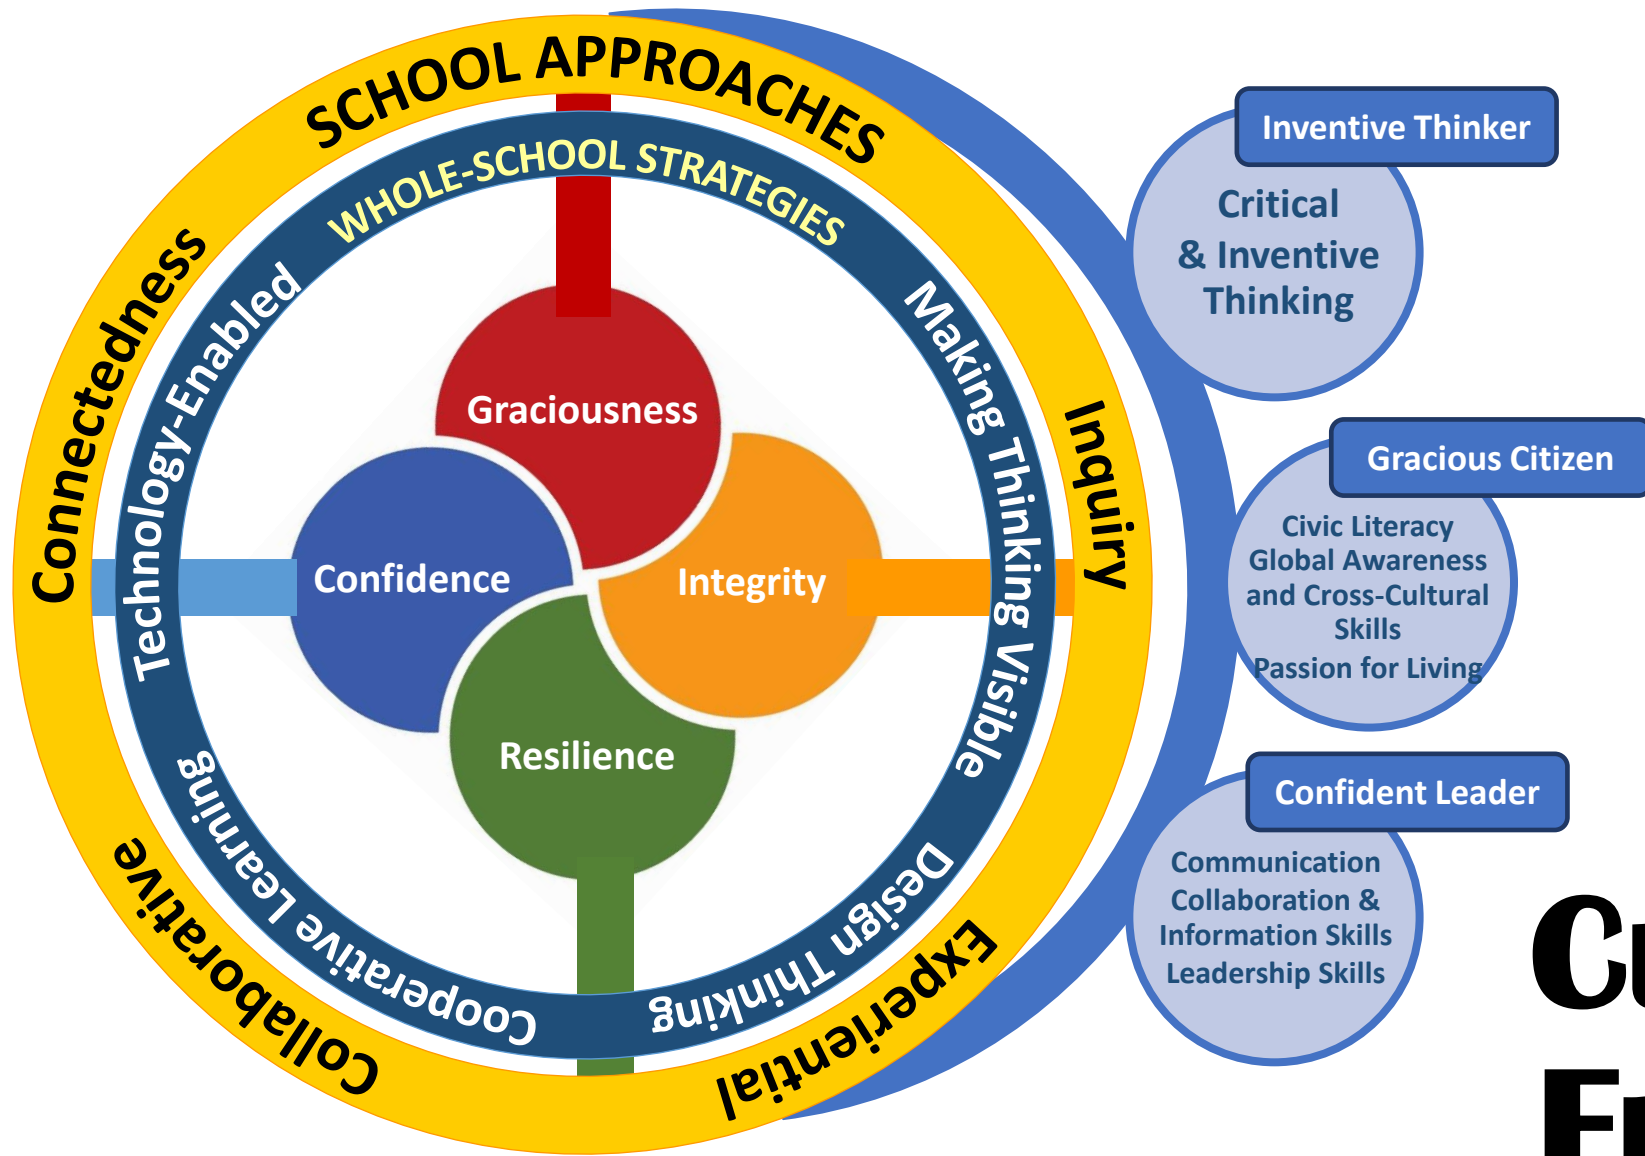 SCHOOL APPROACHES
Connectedness
Inquiry
Collaborative
Experiential
WHOLE-SCHOOL STRATEGIES
Technology-Enabled
Making Thinking Visible
Cooperative Learning
Design Thinking
Graciousness
Confidence
Integrity
Resilience
Inventive Thinker
Critical
& Inventive
Thinking
Gracious Citizen
Civic Literacy
Global Awareness
and Cross-Cultural
Skills
Passion for Living
Confident Leader
Communication
Collaboration &
Information Skills
Leadership Skills